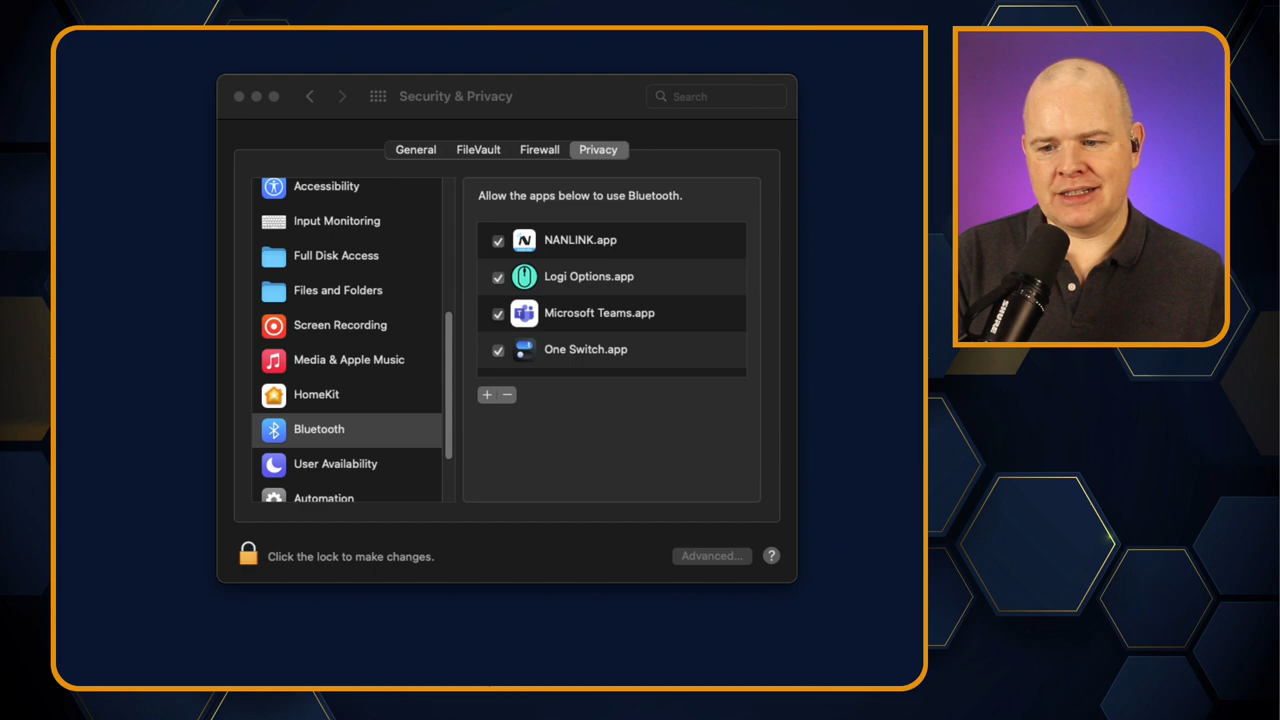 Security & Privacy
Search
General
FileVault
Firewall
Privacy
Accessibility
Input Monitoring
Full Disk Access
Files and Folders
Screen Recording
Media & Apple Music
HomeKit
Bluetooth
User Availability
Automation
Allow the apps below to use Bluetooth.
NANLINK.app
Logi Options.app
Microsoft Teams.app
One Switch.app
+ −
Click the lock to make changes.
Advanced...
?
SHURE